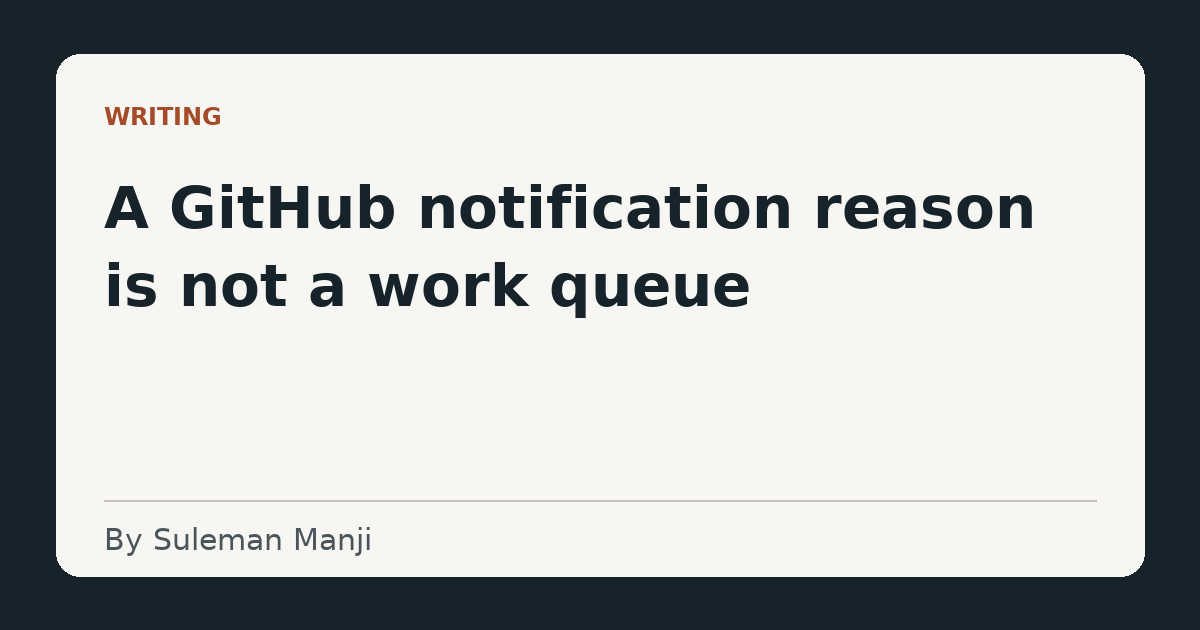 WRITING
A GitHub notification reason
is not a work queue
By Suleman Manji